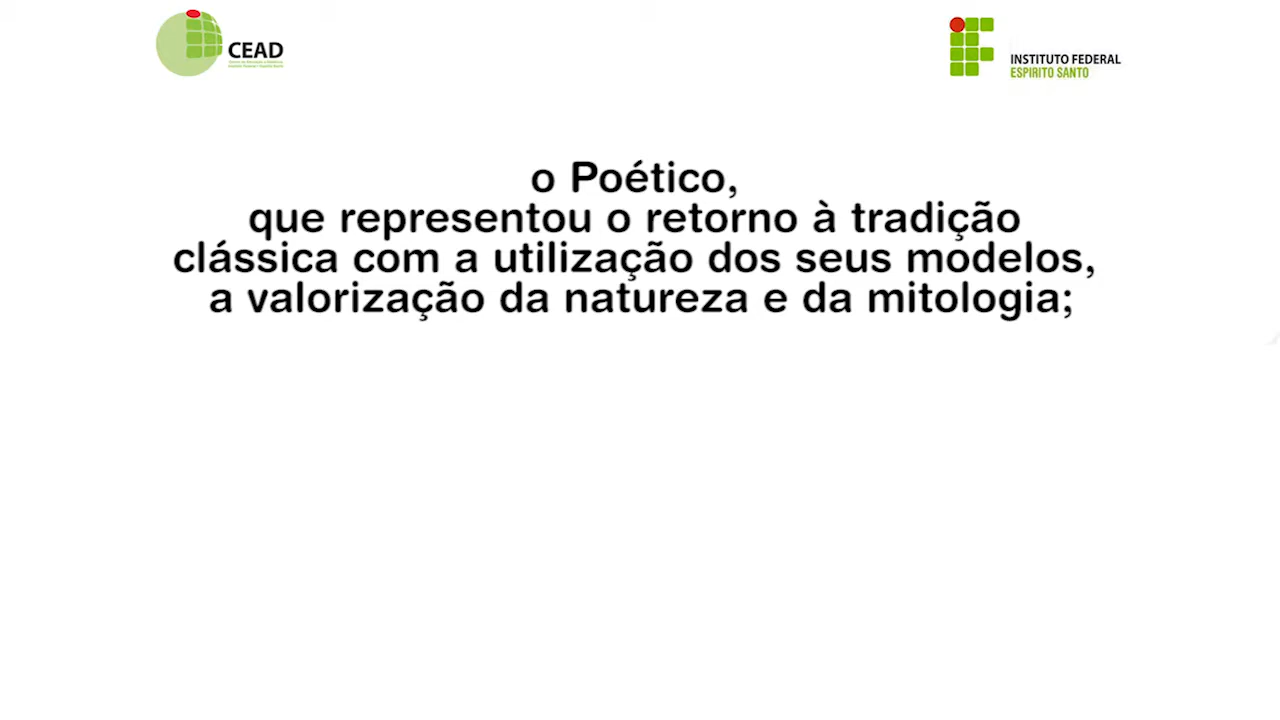 CEAD
INSTITUTO FEDERAL
ESPÍRITO SANTO
o Poético,
que representou o retorno à tradição
clássica com a utilização dos seus modelos,
a valorização da natureza e da mitologia;